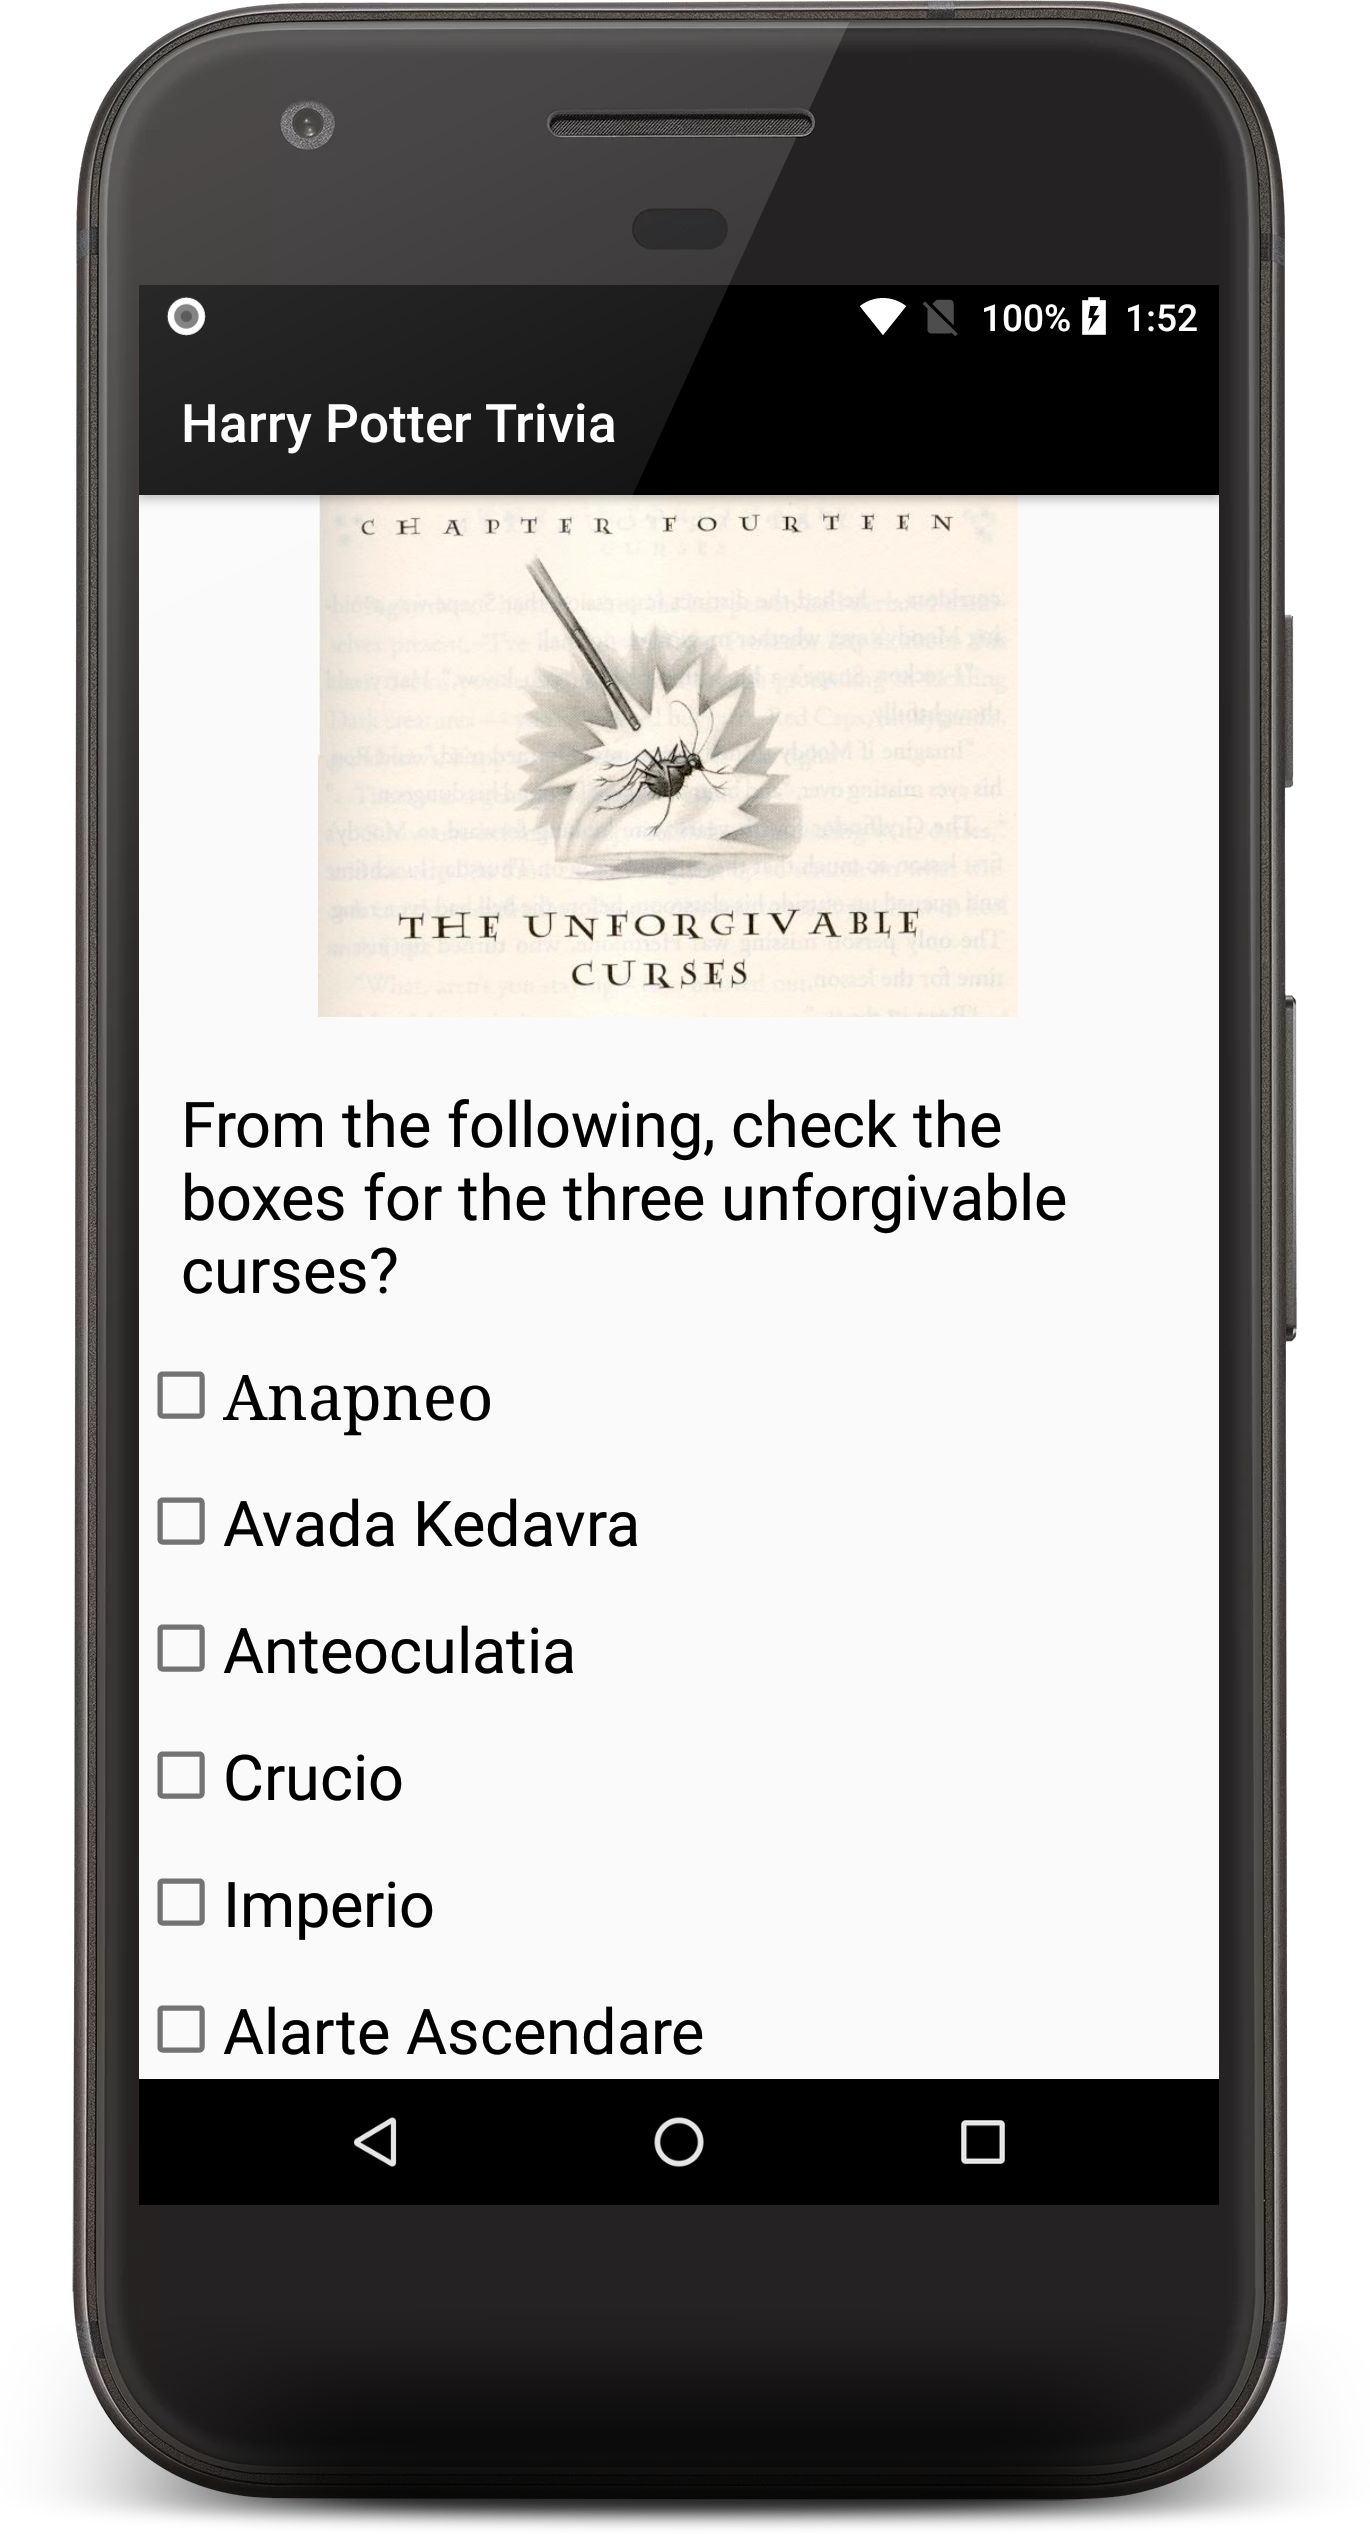 100% 1:52
Harry Potter Trivia
CHAPTER FOURTEEN
THE UNFORGIVABLE
CURSES
From the following, check the
boxes for the three unforgivable
curses?
Anapneo
Avada Kedavra
Anteoculatia
Crucio
Imperio
Alarte Ascendare